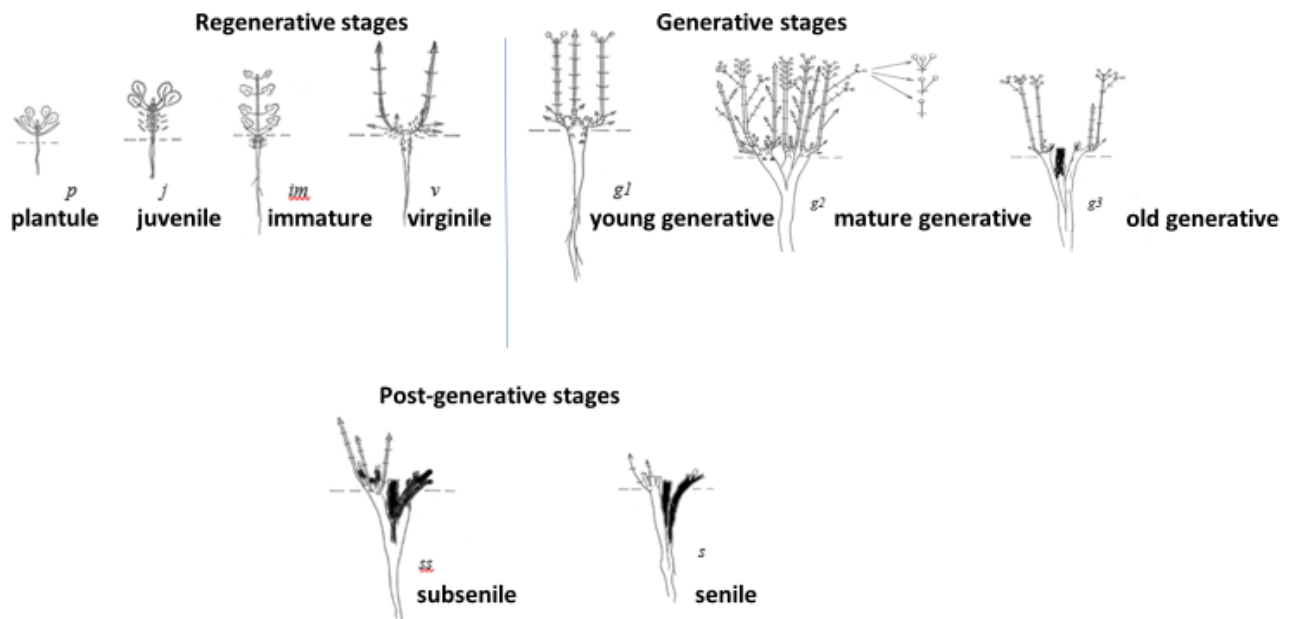 Regenerative stages
Generative stages
p
j
im
v
g1
g2
g3
plantule
juvenile
immature
virginile
young generative
mature generative
old generative
Post-generative stages
ss
s
subsenile
senile